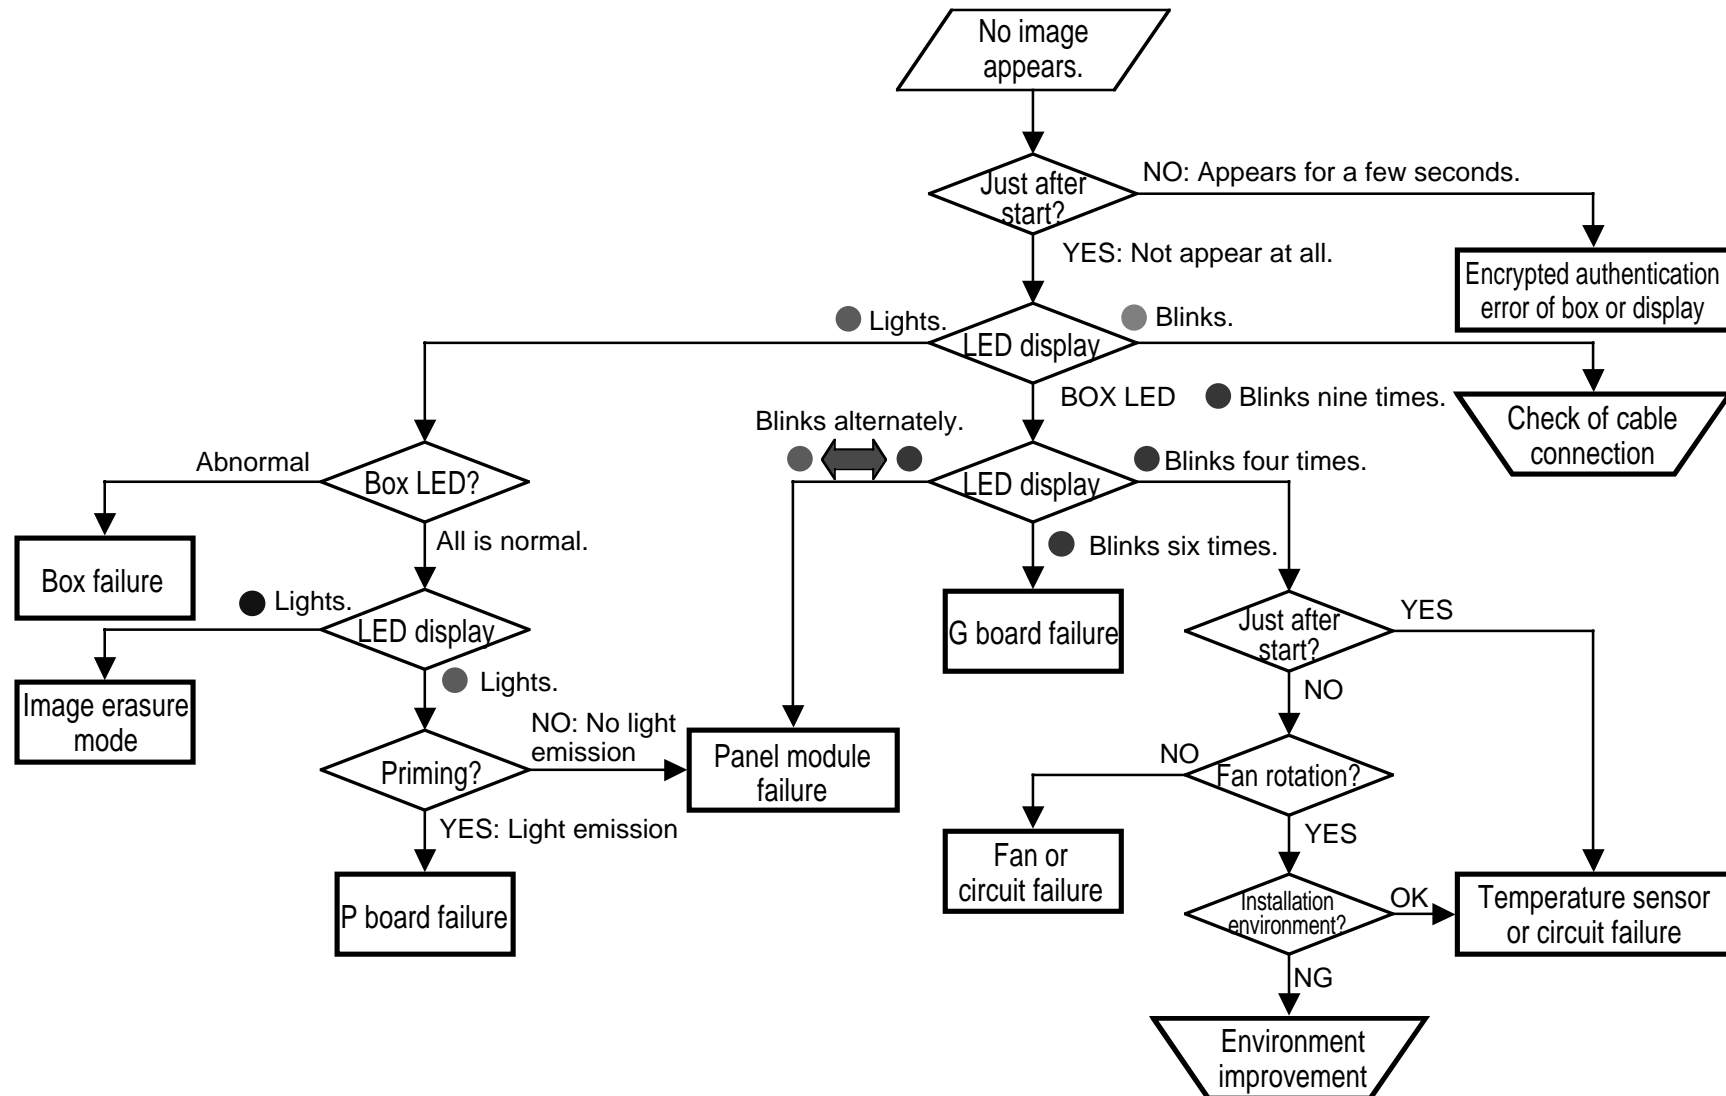 No image
appears.
Just after
start?
NO: Appears for a few seconds.
YES: Not appear at all.
Encrypted authentication
error of box or display
Lights.
LED display
Blinks.
BOX LED
Blinks nine times.
Check of cable
connection
Blinks alternately.
LED display
Blinks four times.
Abnormal
Box LED?
All is normal.
Blinks six times.
Box failure
Lights.
LED display
G board failure
Just after
start?
YES
NO
Image erasure
mode
Lights.
NO: No light
emission
Priming?
Panel module
failure
NO
Fan rotation?
YES
YES: Light emission
P board failure
Fan or
circuit failure
Installation
environment?
OK
Temperature sensor
or circuit failure
NG
Environment
improvement